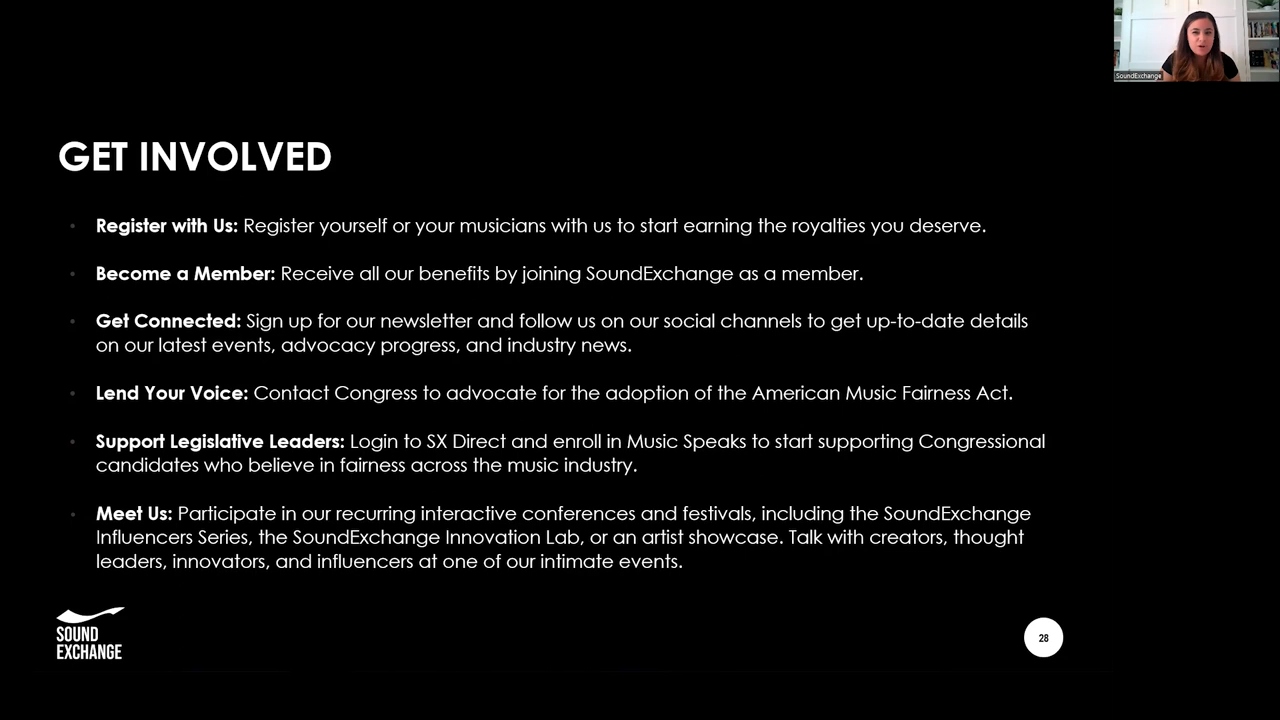 SoundExchange
GET INVOLVED
Register with Us: Register yourself or your musicians with us to start earning the royalties you deserve.
Become a Member: Receive all our benefits by joining SoundExchange as a member.
Get Connected: Sign up for our newsletter and follow us on our social channels to get up-to-date details
on our latest events, advocacy progress, and industry news.
Lend Your Voice: Contact Congress to advocate for the adoption of the American Music Fairness Act.
Support Legislative Leaders: Login to SX Direct and enroll in Music Speaks to start supporting Congressional
candidates who believe in fairness across the music industry.
Meet Us: Participate in our recurring interactive conferences and festivals, including the SoundExchange
Influencers Series, the SoundExchange Innovation Lab, or an artist showcase. Talk with creators, thought
leaders, innovators, and influencers at one of our intimate events.
SOUND
EXCHANGE
28